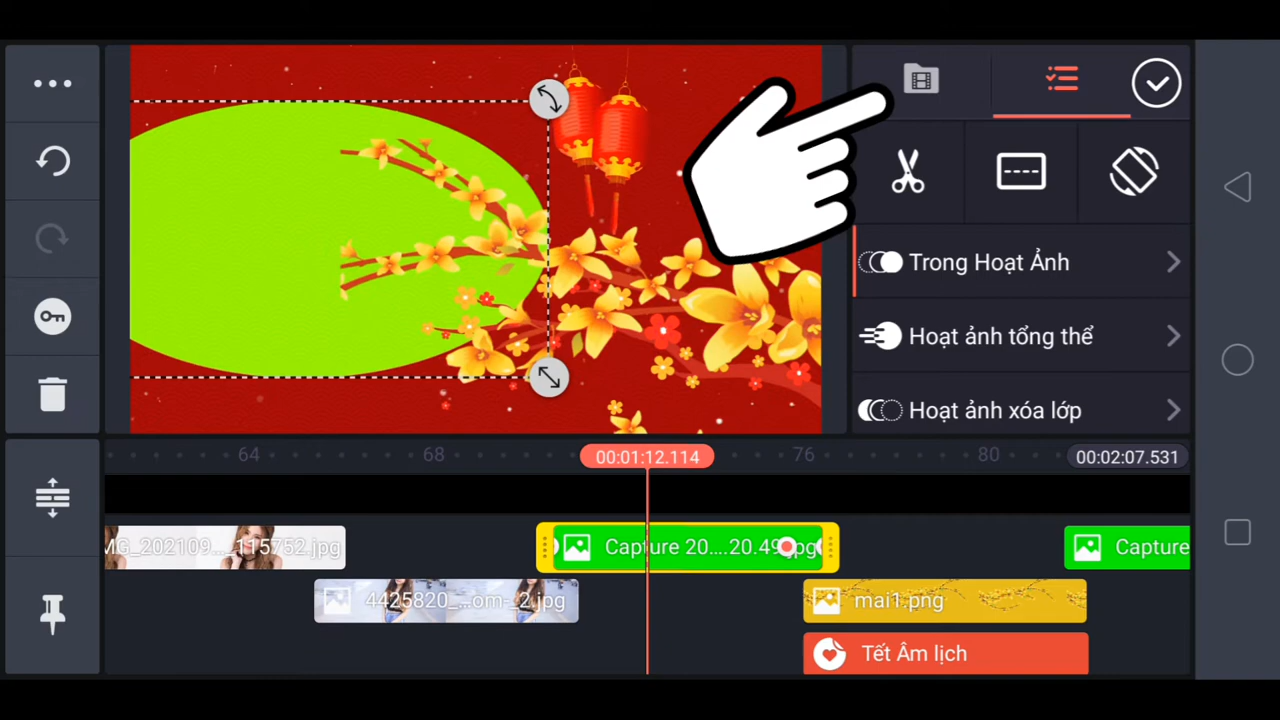 Trong Hoạt Ảnh
Hoạt ảnh tổng thể
Hoạt ảnh xóa lớp
64
68
00:01:12.114
76
80
00:02:07.531
MG_202109..._115752.jpg
Capture 20....20.49.jpg
Capture
4425820_...om-_2.jpg
mai1.png
Tết Âm lịch